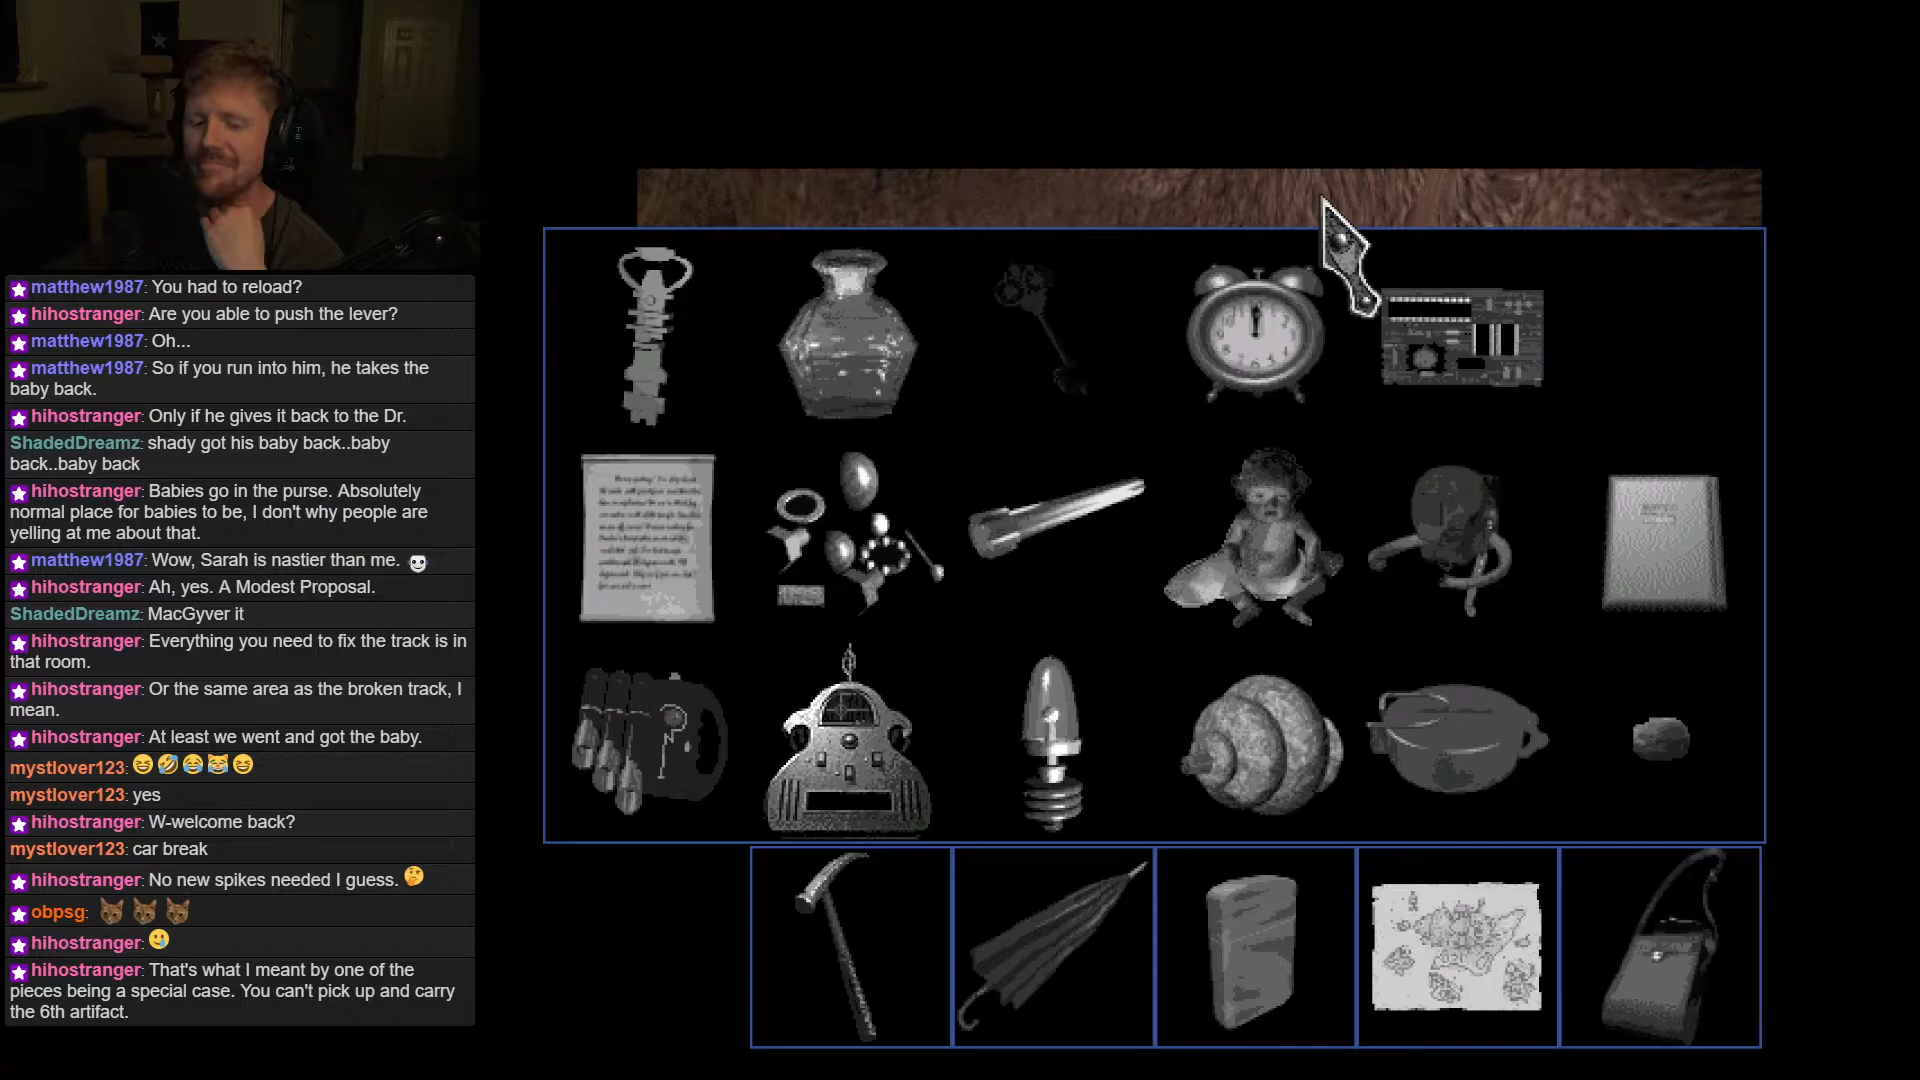 matthew1987: You had to reload?
hihostranger: Are you able to push the lever?
matthew1987: Oh...
matthew1987: So if you run into him, he takes the
baby back.
hihostranger: Only if he gives it back to the Dr.
ShadedDreamz: shady got his baby back..baby
back..baby back
hihostranger: Babies go in the purse. Absolutely
normal place for babies to be, I don't why people are
yelling at me about that.
matthew1987: Wow, Sarah is nastier than me.
hihostranger: Ah, yes. A Modest Proposal.
ShadedDreamz: MacGyver it
hihostranger: Everything you need to fix the track is in
that room.
hihostranger: Or the same area as the broken track, I
mean.
hihostranger: At least we went and got the baby.
mystlover123: 😆🤣😂😹😆
mystlover123: yes
hihostranger: W-welcome back?
mystlover123: car break
hihostranger: No new spikes needed I guess. 🤔
obpsg:
hihostranger: 🥲
hihostranger: That's what I meant by one of the
pieces being a special case. You can't pick up and carry
the 6th artifact.